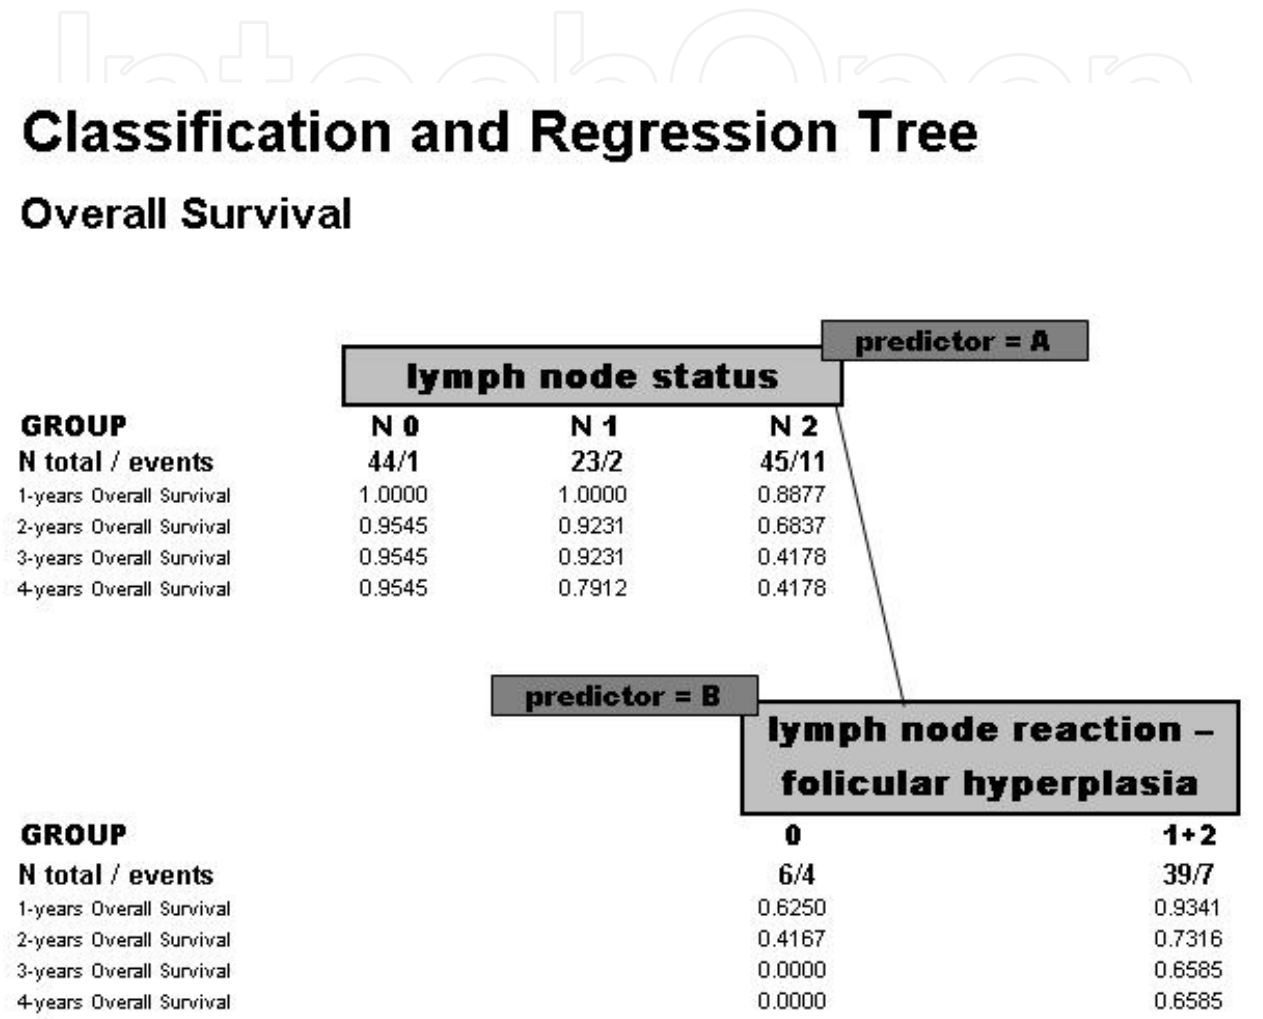 IntechOpen
Classification and Regression Tree
Overall Survival
predictor = A
lymph node status
GROUP N 0 N 1 N 2
N total / events 44/1 23/2 45/11
1-years Overall Survival 1.0000 1.0000 0.8877
2-years Overall Survival 0.9545 0.9231 0.6837
3-years Overall Survival 0.9545 0.9231 0.4178
4-years Overall Survival 0.9545 0.7912 0.4178
predictor = B
lymph node reaction –
folicular hyperplasia
GROUP 0 1+2
N total / events 6/4 39/7
1-years Overall Survival 0.6250 0.9341
2-years Overall Survival 0.4167 0.7316
3-years Overall Survival 0.0000 0.6585
4-years Overall Survival 0.0000 0.6585